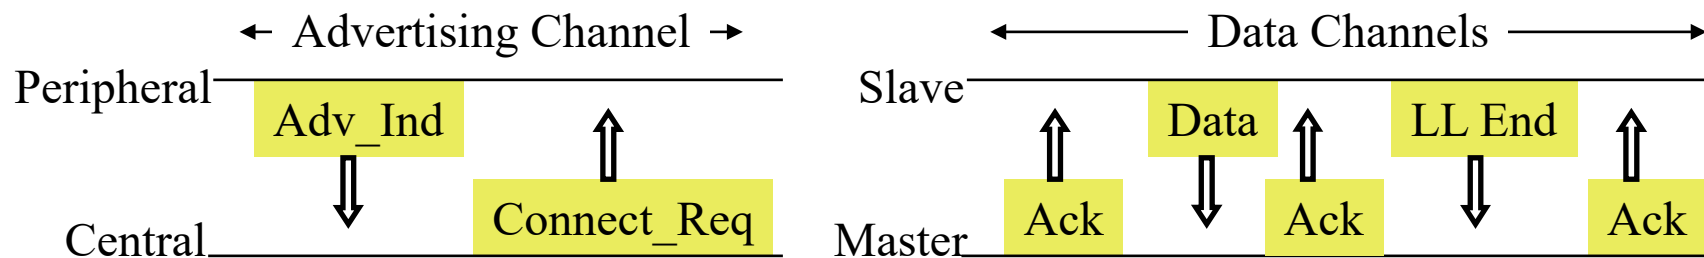 Advertising Channel
Peripheral
Adv_Ind
Connect_Req
Central
Data Channels
Slave
Data
LL End
Ack
Ack
Ack
Master